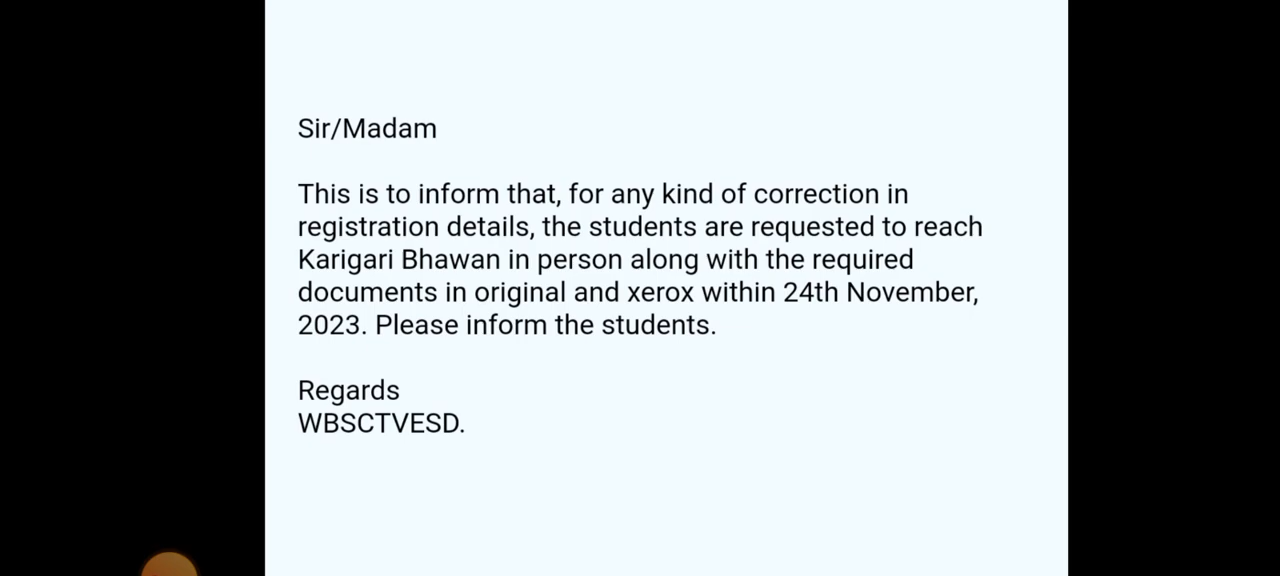 Sir/Madam
This is to inform that, for any kind of correction in
registration details, the students are requested to reach
Karigari Bhawan in person along with the required
documents in original and xerox within 24th November,
2023. Please inform the students.
Regards
WBSCTVESD.